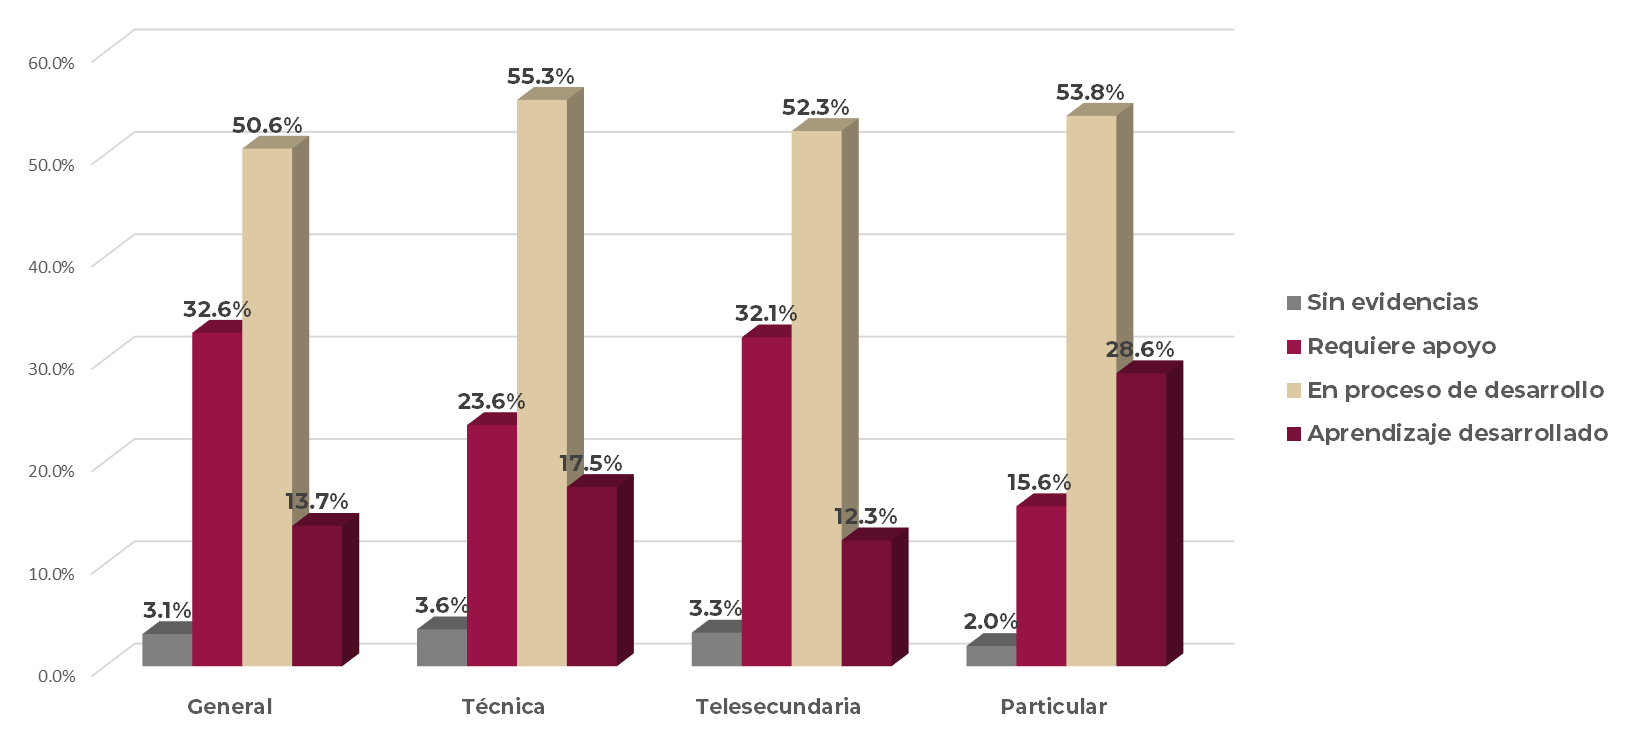 60.0%
50.0%
40.0%
30.0%
20.0%
10.0%
0.0%
3.1%
32.6%
50.6%
13.7%
3.6%
23.6%
55.3%
17.5%
3.3%
32.1%
52.3%
12.3%
2.0%
15.6%
53.8%
28.6%
General
Técnica
Telesecundaria
Particular
Sin evidencias
Requiere apoyo
En proceso de desarrollo
Aprendizaje desarrollado